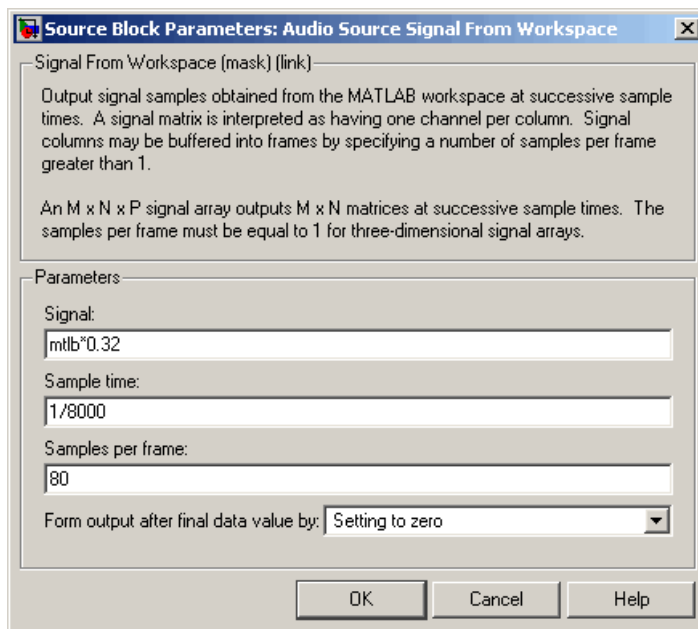 Source Block Parameters: Audio Source Signal From Workspace
Signal From Workspace (mask) (link)
Output signal samples obtained from the MATLAB workspace at successive sample
times. A signal matrix is interpreted as having one channel per column. Signal
columns may be buffered into frames by specifying a number of samples per frame
greater than 1.
An M x N x P signal array outputs M x N matrices at successive sample times. The
samples per frame must be equal to 1 for three-dimensional signal arrays.
Parameters
Signal:
mtlb*0.32
Sample time:
1/8000
Samples per frame:
80
Form output after final data value by: Setting to zero
OK Cancel Help